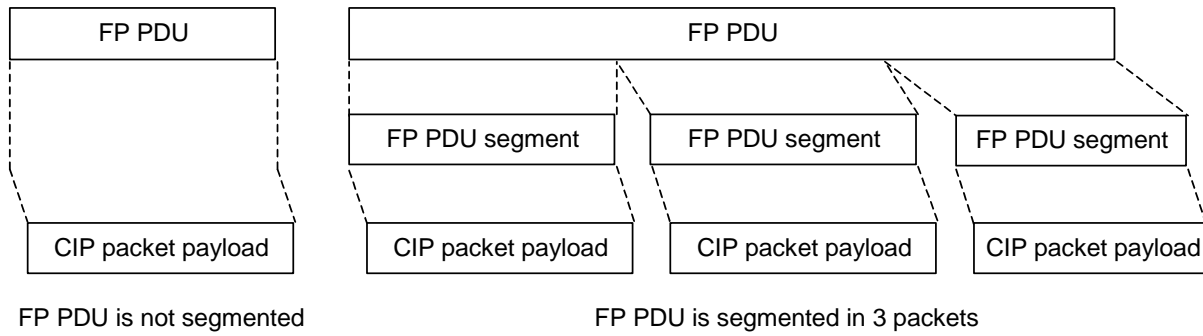 FP PDU
FP PDU
FP PDU segment
FP PDU segment
FP PDU segment
CIP packet payload
CIP packet payload
CIP packet payload
CIP packet payload
FP PDU is not segmented
FP PDU is segmented in 3 packets